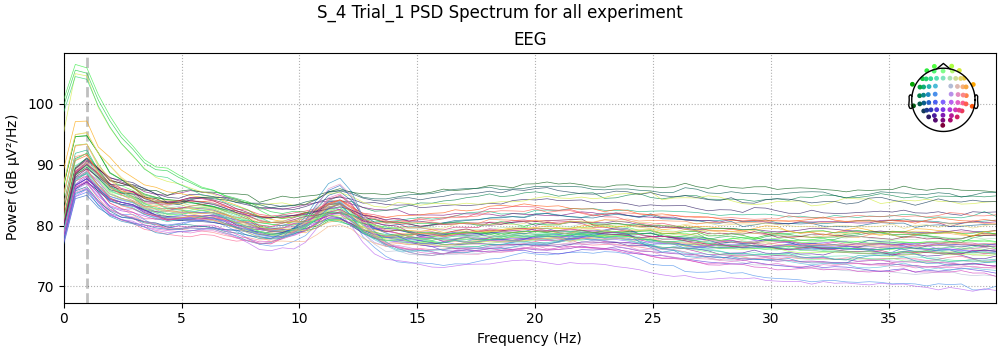 S_4 Trial_1 PSD Spectrum for all experiment
EEG
Power (dB µV²/Hz)
100
90
80
70
0 5 10 15 20 25 30 35
Frequency (Hz)